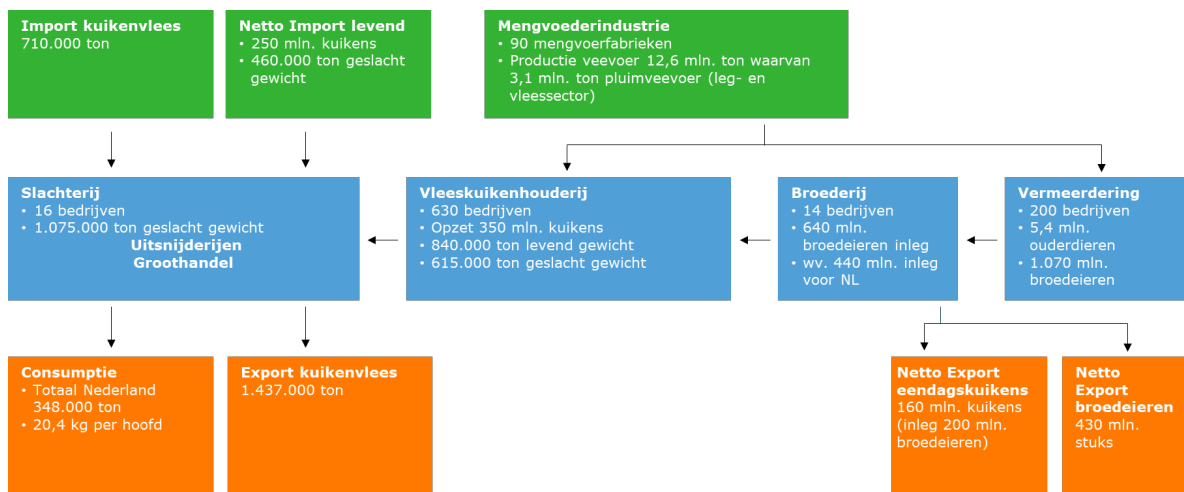 Import kuikenvlees
710.000 ton
Netto Import levend
• 250 mln. kuikens
• 460.000 ton geslacht
gewicht
Mengvoederindustrie
• 90 mengvoerfabrieken
• Productie veevoer 12,6 mln. ton waarvan
3,1 mln. ton pluimveevoer (leg- en
vleessector)
Slachterij
• 16 bedrijven
• 1.075.000 ton geslacht gewicht
Uitsnijderijen
Groothandel
Vleeskuikenhouderij
• 630 bedrijven
• Opzet 350 mln. kuikens
• 840.000 ton levend gewicht
• 615.000 ton geslacht gewicht
Broederij
• 14 bedrijven
• 640 mln.
broedeieren inleg
• wv. 440 mln. inleg
voor NL
Vermeerdering
• 200 bedrijven
• 5,4 mln.
ouderdieren
• 1.070 mln.
broedeieren
Consumptie
• Totaal Nederland
348.000 ton
• 20,4 kg per hoofd
Export kuikenvlees
1.437.000 ton
Netto Export
eendagskuikens
160 mln. kuikens
(inleg 200 mln.
broedeieren)
Netto
Export
broedeieren
430 mln.
stuks